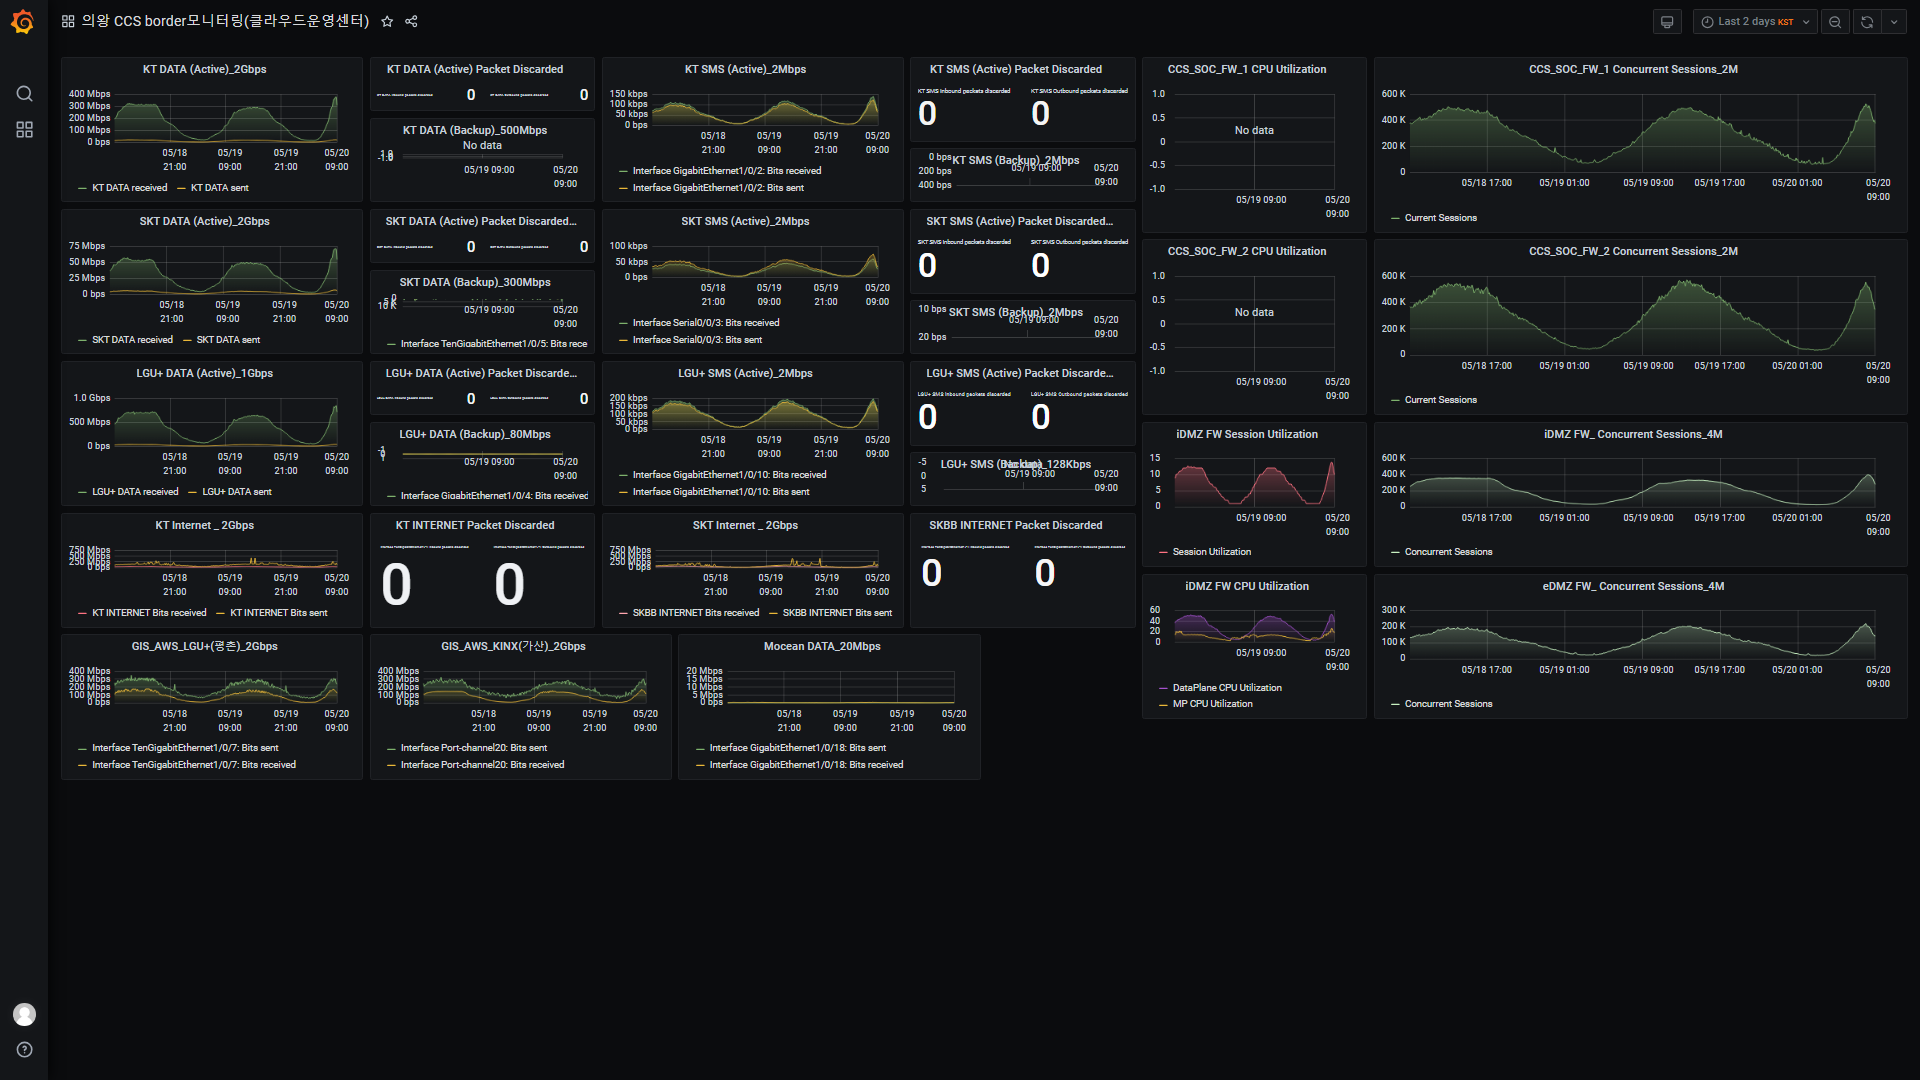 의왕 CCS border모니터링(클라우드운영센터)
Last 2 days KST
KT DATA (Active)_2Gbps
400 Mbps
300 Mbps
200 Mbps
100 Mbps
0 bps
05/18 21:00
05/19 09:00
05/19 21:00
05/20 09:00
KT DATA received
KT DATA sent
KT DATA (Active) Packet Discarded
0
0
KT DATA (Backup)_500Mbps
No data
1.0
-1.0
05/19 09:00
05/20 09:00
KT SMS (Active)_2Mbps
150 kbps
100 kbps
50 kbps
0 bps
05/18 21:00
05/19 09:00
05/19 21:00
05/20 09:00
Interface GigabitEthernet1/0/2: Bits received
Interface GigabitEthernet1/0/2: Bits sent
KT SMS (Active) Packet Discarded
KT SMS Inbound packets discarded
KT SMS Outbound packets discarded
0
0
KT SMS (Backup)_2Mbps
0 bps
200 bps
400 bps
05/19 09:00
05/20 09:00
CCS_SOC_FW_1 CPU Utilization
1.0
0.5
0
-0.5
-1.0
No data
05/19 09:00
05/20 09:00
CCS_SOC_FW_1 Concurrent Sessions_2M
600 K
400 K
200 K
0
05/18 17:00
05/19 01:00
05/19 09:00
05/19 17:00
05/20 01:00
05/20 09:00
Current Sessions
SKT DATA (Active)_2Gbps
75 Mbps
50 Mbps
25 Mbps
0 bps
05/18 21:00
05/19 09:00
05/19 21:00
05/20 09:00
SKT DATA received
SKT DATA sent
SKT DATA (Active) Packet Discarded...
0
0
SKT DATA (Backup)_300Mbps
0
5 K
10 K
05/19 09:00
05/20 09:00
Interface TenGigabitEthernet1/0/5: Bits rece
SKT SMS (Active)_2Mbps
100 kbps
50 kbps
0 bps
05/18 21:00
05/19 09:00
05/19 21:00
05/20 09:00
Interface Serial0/0/3: Bits received
Interface Serial0/0/3: Bits sent
SKT SMS (Active) Packet Discarded...
SKT SMS Inbound packets discarded
SKT SMS Outbound packets discarded
0
0
SKT SMS (Backup)_2Mbps
10 bps
20 bps
05/19 09:00
05/20 09:00
CCS_SOC_FW_2 CPU Utilization
1.0
0.5
0
-0.5
-1.0
No data
05/19 09:00
05/20 09:00
CCS_SOC_FW_2 Concurrent Sessions_2M
600 K
400 K
200 K
0
05/18 17:00
05/19 01:00
05/19 09:00
05/19 17:00
05/20 01:00
05/20 09:00
Current Sessions
LGU+ DATA (Active)_1Gbps
1.0 Gbps
500 Mbps
0 bps
05/18 21:00
05/19 09:00
05/19 21:00
05/20 09:00
LGU+ DATA received
LGU+ DATA sent
LGU+ DATA (Active) Packet Discarde...
0
0
LGU+ DATA (Backup)_80Mbps
05/19 09:00
05/20 09:00
Interface GigabitEthernet1/0/4: Bits received
LGU+ SMS (Active)_2Mbps
200 kbps
150 kbps
100 kbps
50 kbps
0 bps
05/18 21:00
05/19 09:00
05/19 21:00
05/20 09:00
Interface GigabitEthernet1/0/10: Bits received
Interface GigabitEthernet1/0/10: Bits sent
LGU+ SMS (Active) Packet Discarde...
LGU+ SMS Inbound packets discarded
LGU+ SMS Outbound packets discarded
0
0
LGU+ SMS (Backup)_128Kbps
No data
-5
0
5
05/19 09:00
05/20 09:00
iDMZ FW Session Utilization
15
10
5
0
05/19 09:00
05/20 09:00
Session Utilization
iDMZ FW_ Concurrent Sessions_4M
600 K
400 K
200 K
0
05/18 17:00
05/19 01:00
05/19 09:00
05/19 17:00
05/20 01:00
05/20 09:00
Concurrent Sessions
KT Internet _ 2Gbps
750 Mbps
500 Mbps
250 Mbps
0 bps
05/18 21:00
05/19 09:00
05/19 21:00
05/20 09:00
KT INTERNET Bits received
KT INTERNET Bits sent
KT INTERNET Packet Discarded
0
0
SKT Internet _ 2Gbps
750 Mbps
500 Mbps
250 Mbps
0 bps
05/18 21:00
05/19 09:00
05/19 21:00
05/20 09:00
SKBB INTERNET Bits received
SKBB INTERNET Bits sent
SKBB INTERNET Packet Discarded
0
0
iDMZ FW CPU Utilization
60
40
20
0
05/19 09:00
05/20 09:00
DataPlane CPU Utilization
MP CPU Utilization
eDMZ FW_ Concurrent Sessions_4M
300 K
200 K
100 K
0
05/18 17:00
05/19 01:00
05/19 09:00
05/19 17:00
05/20 01:00
05/20 09:00
Concurrent Sessions
GIS_AWS_LGU+(평촌)_2Gbps
400 Mbps
300 Mbps
200 Mbps
100 Mbps
0 bps
05/18 21:00
05/19 09:00
05/19 21:00
05/20 09:00
Interface TenGigabitEthernet1/0/7: Bits sent
Interface TenGigabitEthernet1/0/7: Bits received
GIS_AWS_KINX(가산)_2Gbps
400 Mbps
300 Mbps
200 Mbps
100 Mbps
0 bps
05/18 21:00
05/19 09:00
05/19 21:00
05/20 09:00
Interface Port-channel20: Bits sent
Interface Port-channel20: Bits received
Mocean DATA_20Mbps
20 Mbps
15 Mbps
10 Mbps
5 Mbps
0 bps
05/18 21:00
05/19 09:00
05/19 21:00
05/20 09:00
Interface GigabitEthernet1/0/18: Bits sent
Interface GigabitEthernet1/0/18: Bits received